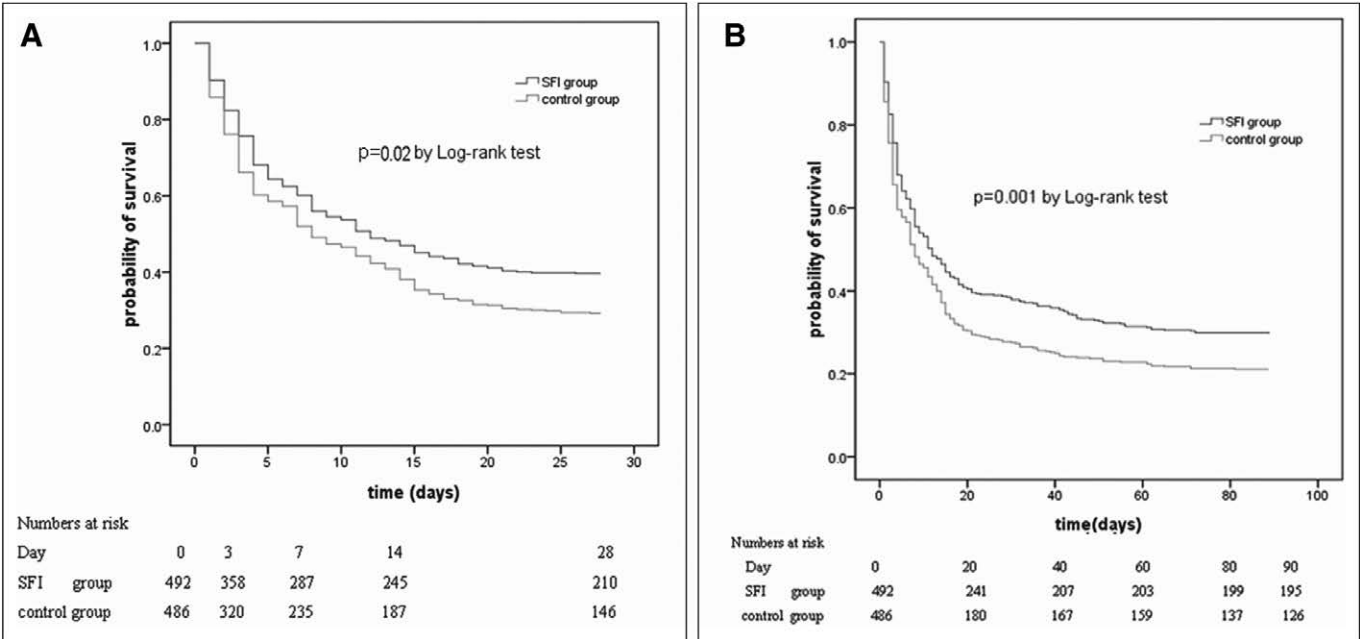 A
1.0
0.8
0.6
0.4
0.2
0.0
probability of survival
SFI group
control group
p=0.02 by Log-rank test
0 5 10 15 20 25 30
time (days)
Numbers at risk
Day 0 3 7 14 28
SFI group 492 358 287 245 210
control group 486 320 235 187 146
B
1.0
0.8
0.6
0.4
0.2
0.0
probability of survival
SFI group
control group
p=0.001 by Log-rank test
0 20 40 60 80 100
time(days)
Numbers at risk
Day 0 20 40 60 80 90
SFI group 492 241 207 203 199 195
control group 486 180 167 159 137 126